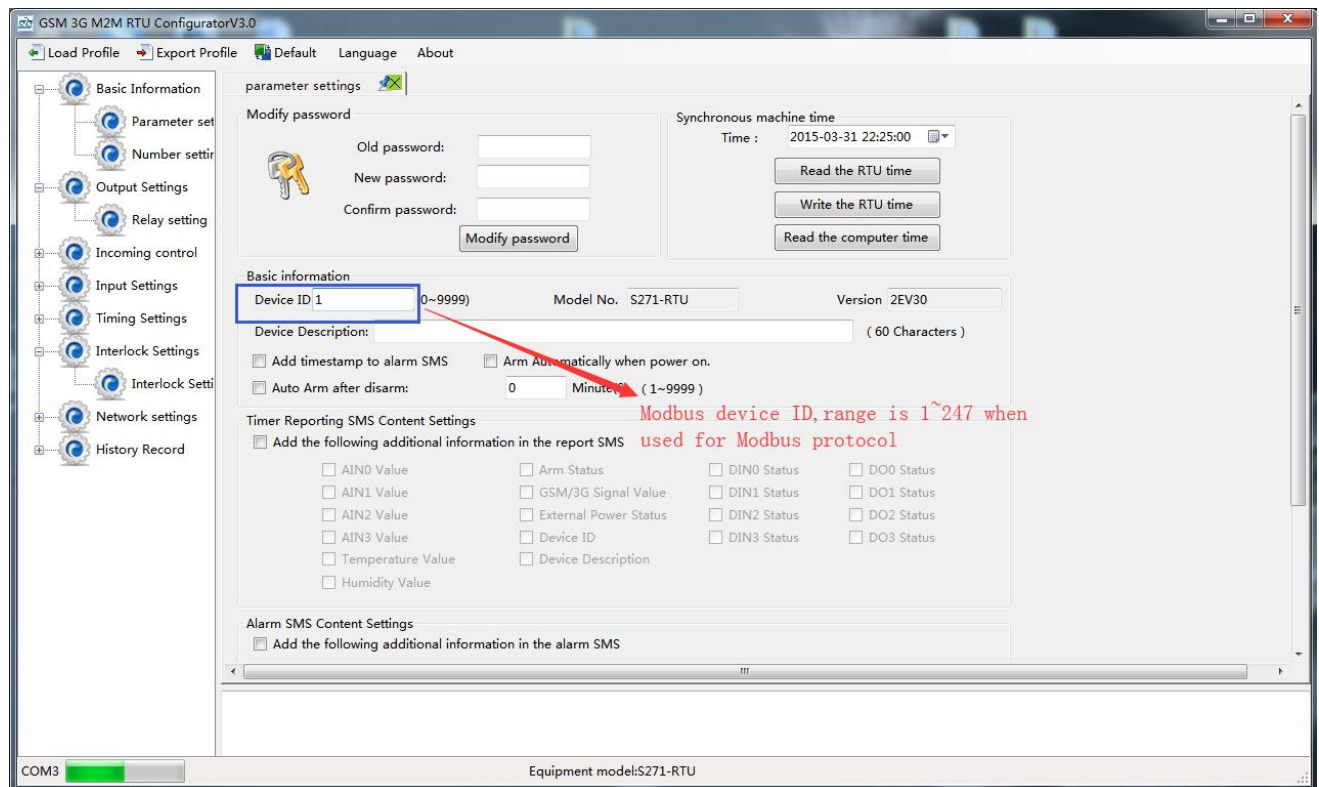 GSM 3G M2M RTU ConfiguratorV3.0
Load Profile Export Profile Default Language About
Basic Information
Parameter set
Number settin
Output Settings
Relay setting
Incoming control
Input Settings
Timing Settings
Interlock Settings
Interlock Setti
Network settings
History Record
parameter settings
Modify password
Old password:
New password:
Confirm password:
Modify password
Synchronous machine time
Time : 2015-03-31 22:25:00
Read the RTU time
Write the RTU time
Read the computer time
Basic information
Device ID 1 0~9999) Model No. S271-RTU Version 2EV30
Device Description: ( 60 Characters )
Add timestamp to alarm SMS Arm Automatically when power on.
Auto Arm after disarm: 0 Minute(S) ( 1~9999 )
Modbus device ID,range is 1~247 when
used for Modbus protocol
Timer Reporting SMS Content Settings
Add the following additional information in the report SMS
AIN0 Value Arm Status DIN0 Status DO0 Status
AIN1 Value GSM/3G Signal Value DIN1 Status DO1 Status
AIN2 Value External Power Status DIN2 Status DO2 Status
AIN3 Value Device ID DIN3 Status DO3 Status
Temperature Value Device Description
Humidity Value
Alarm SMS Content Settings
Add the following additional information in the alarm SMS
COM3 Equipment model:S271-RTU